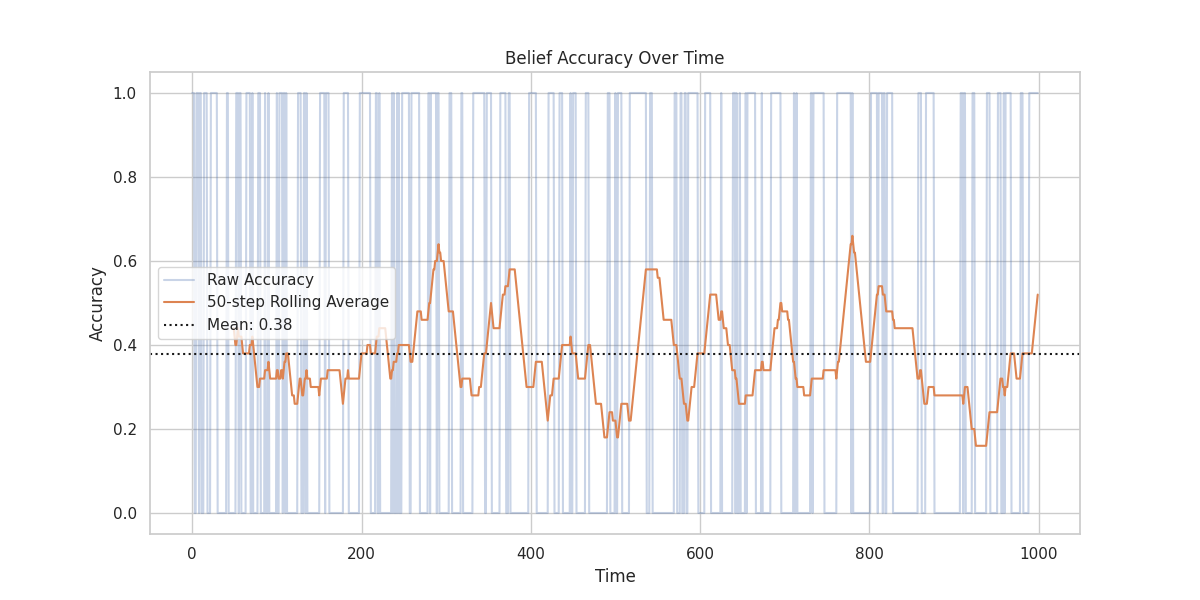 Belief Accuracy Over Time
Accuracy
1.0
0.8
0.6
0.4
0.2
0.0
Raw Accuracy
50-step Rolling Average
Mean: 0.38
0
200
400
600
800
1000
Time